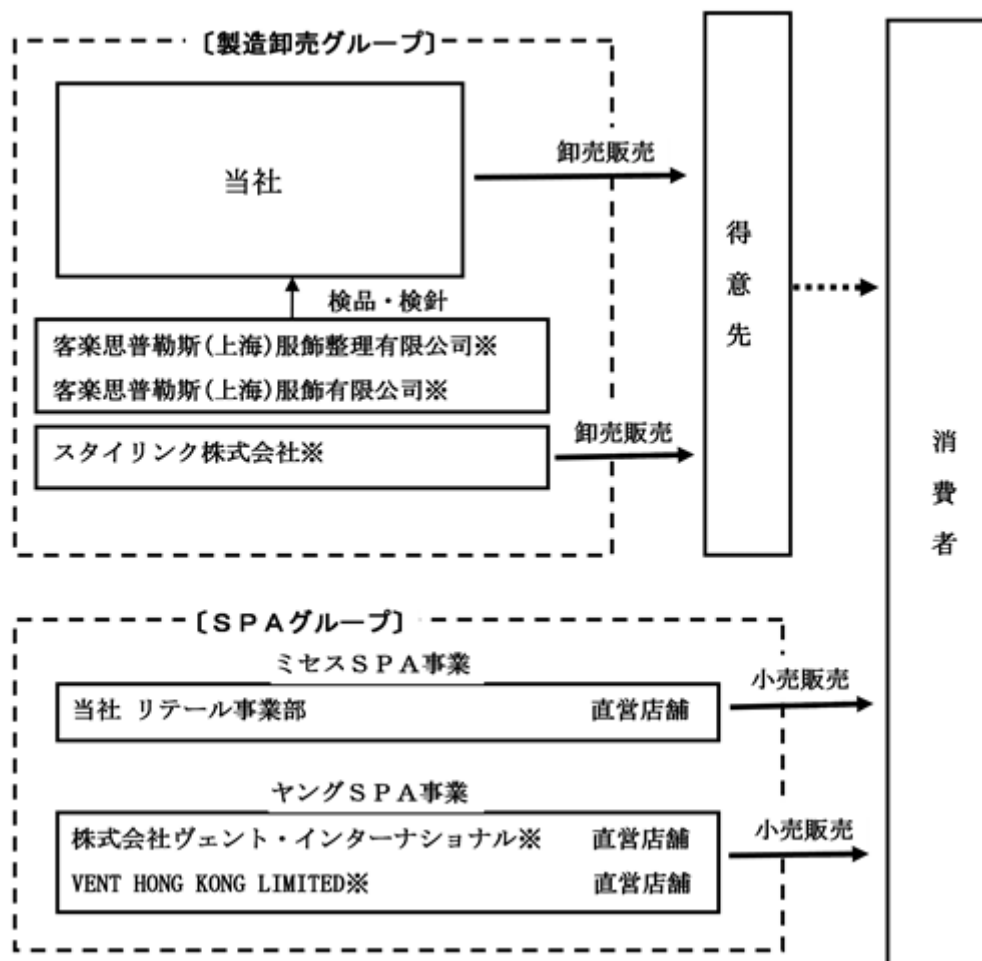 〔製造卸売グループ〕
当社
卸売販売
検品・検針
客楽思普勒斯(上海)服飾整理有限公司※
客楽思普勒斯(上海)服飾有限公司※
スタイリンク株式会社※
卸売販売
得意先
消費者
〔ＳＰＡグループ〕
ミセスＳＰＡ事業
当社 リテール事業部 直営店舗
小売販売
ヤングＳＰＡ事業
株式会社ヴェント・インターナショナル※ 直営店舗
VENT HONG KONG LIMITED※ 直営店舗
小売販売